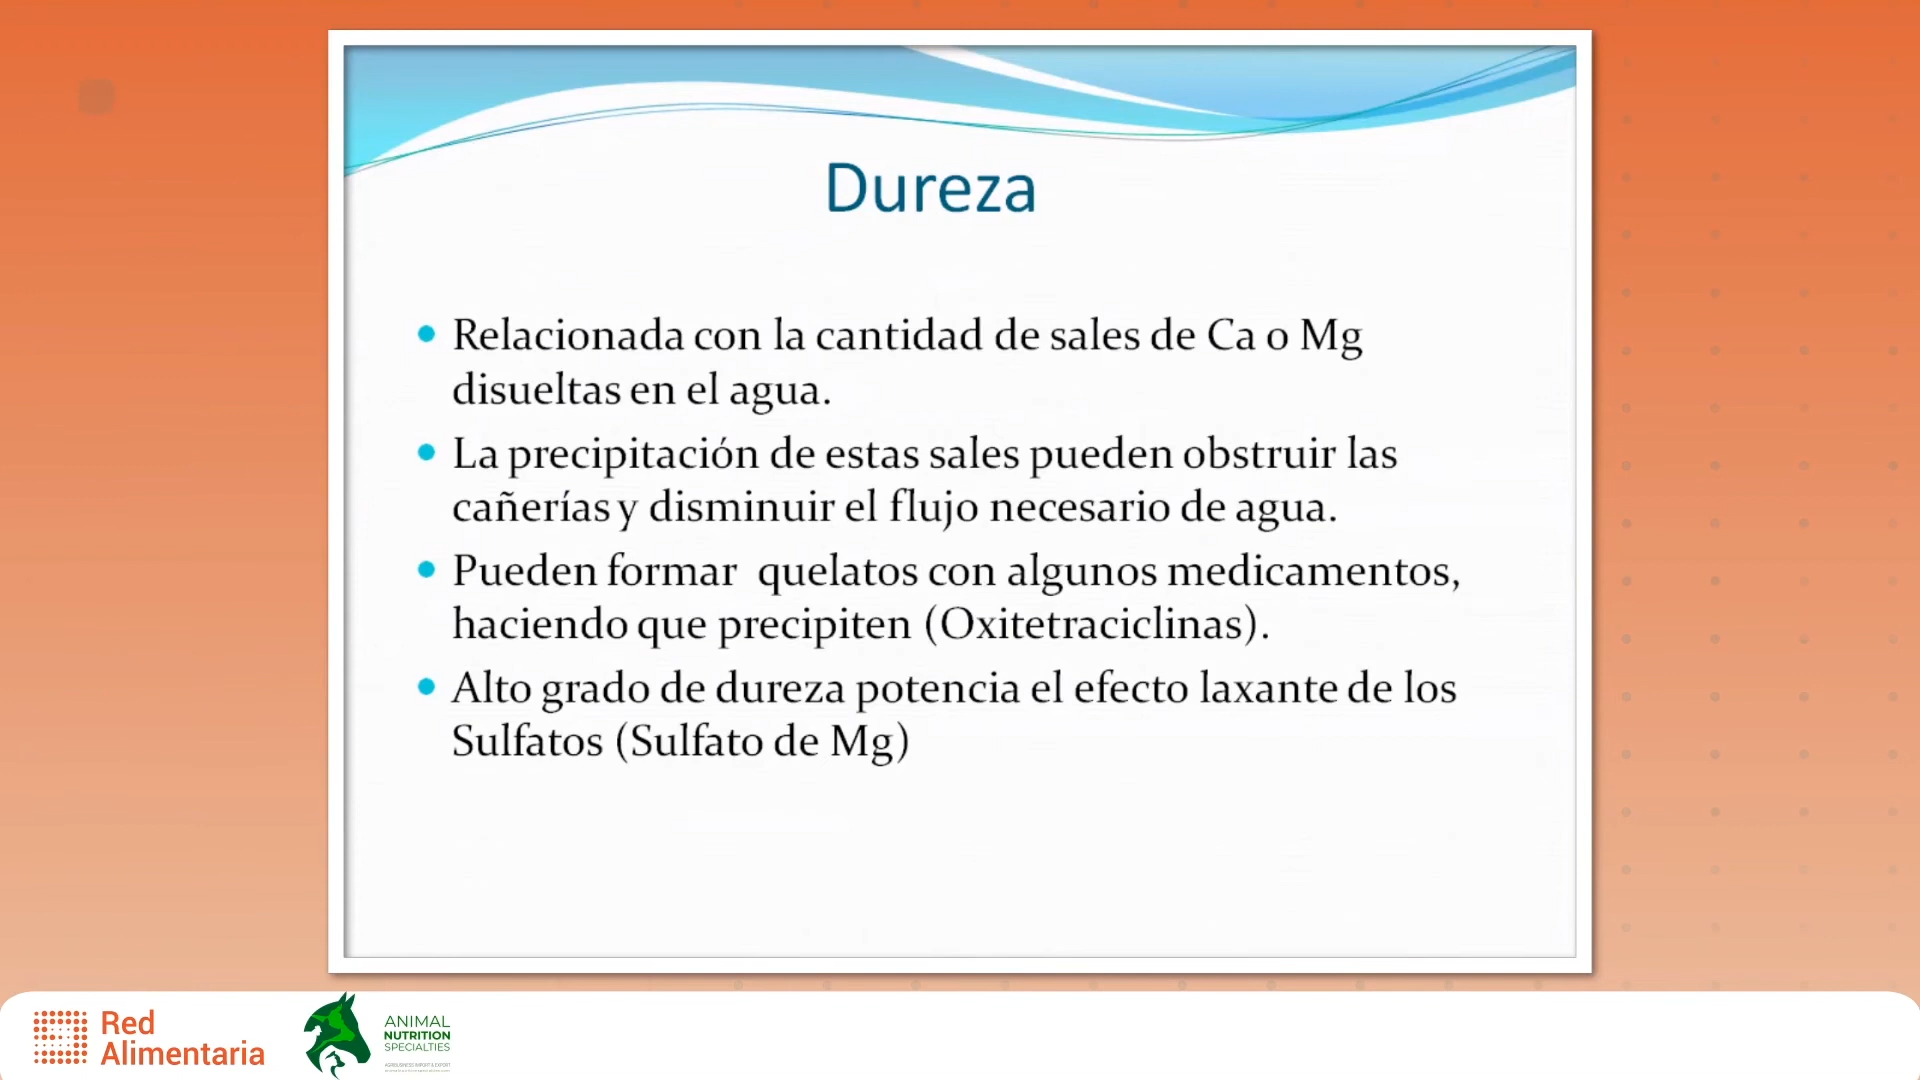 Dureza
• Relacionada con la cantidad de sales de Ca o Mg
disueltas en el agua.
• La precipitación de estas sales pueden obstruir las
cañerías y disminuir el flujo necesario de agua.
• Pueden formar quelatos con algunos medicamentos,
haciendo que precipiten (Oxitetraciclinas).
• Alto grado de dureza potencia el efecto laxante de los
Sulfatos (Sulfato de Mg)
Red
Alimentaria
ANIMAL
NUTRITION
SPECIALTIES